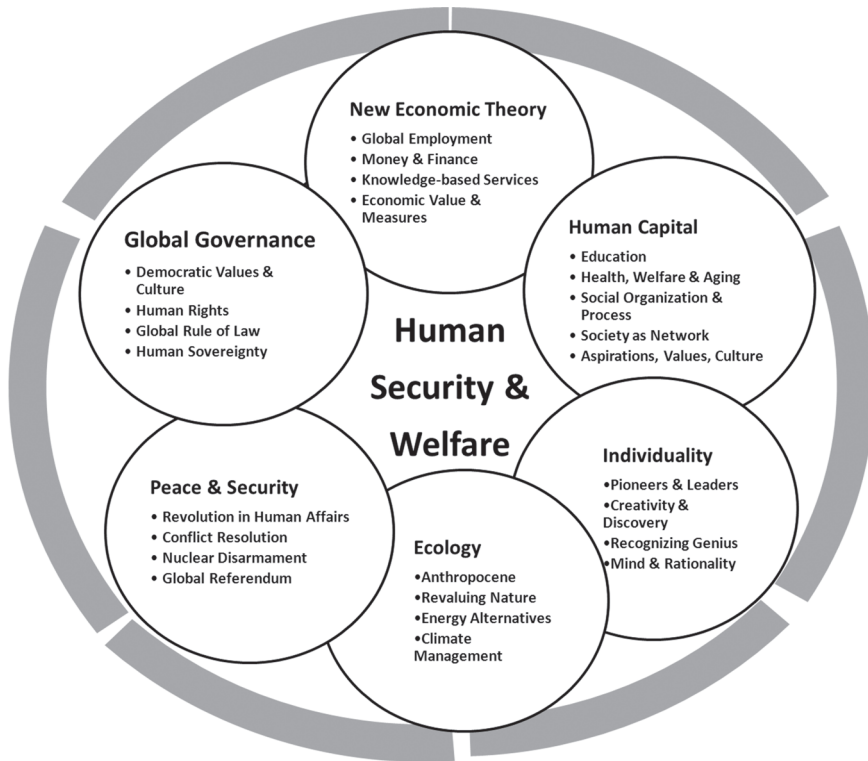 New Economic Theory
• Global Employment
• Money & Finance
• Knowledge-based Services
• Economic Value &
Measures
Human Capital
• Education
• Health, Welfare & Aging
• Social Organization &
Process
• Society as Network
• Aspirations, Values, Culture
Global Governance
• Democratic Values &
Culture
• Human Rights
• Global Rule of Law
• Human Sovereignty
Human
Security &
Welfare
Individuality
•Pioneers & Leaders
•Creativity &
Discovery
•Recognizing Genius
•Mind & Rationality
Peace & Security
• Revolution in Human Affairs
• Conflict Resolution
• Nuclear Disarmament
• Global Referendum
Ecology
•Anthropocene
•Revaluing Nature
•Energy Alternatives
•Climate
Management